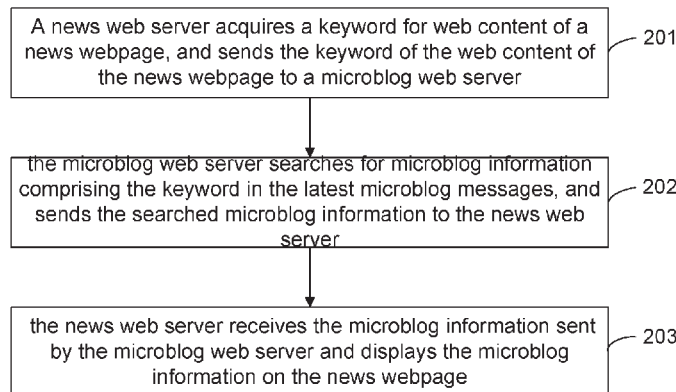 A news web server acquires a keyword for web content of a
news webpage, and sends the keyword of the web content of
the news webpage to a microblog web server
201
the microblog web server searches for microblog information
comprising the keyword in the latest microblog messages, and
sends the searched microblog information to the news web
server
202
the news web server receives the microblog information sent
by the microblog web server and displays the microblog
information on the news webpage
203